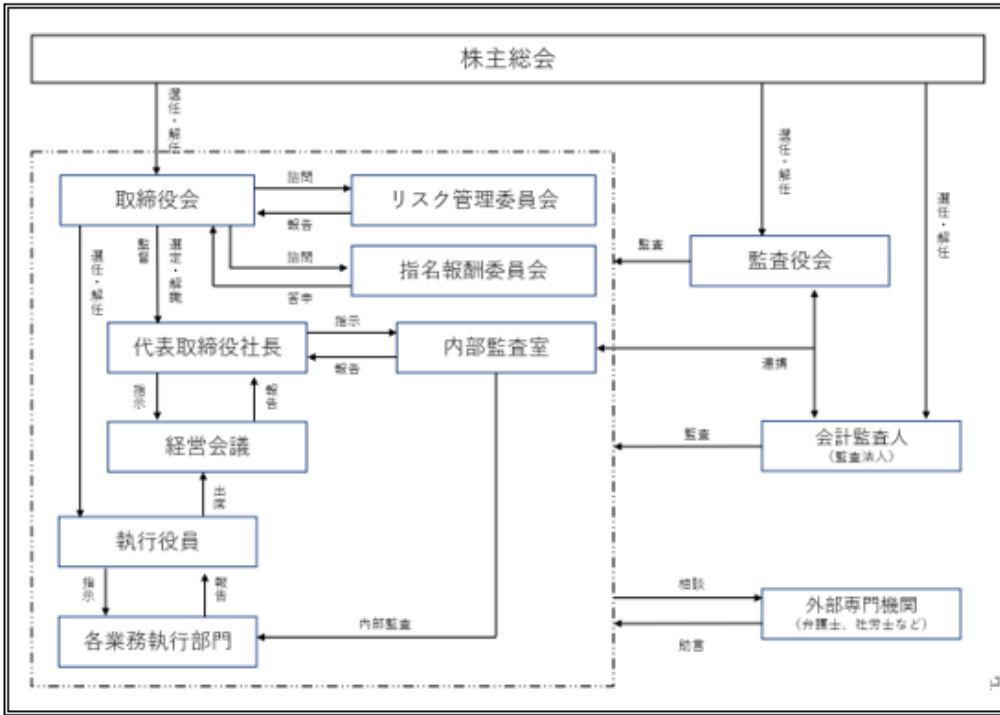 株主総会
選任・解任
選任・解任
選任・解任
取締役会
諮問
報告
リスク管理委員会
諮問
答申
指名報酬委員会
監査
監査役会
選任・解任
監督
選定・解職
代表取締役社長
指示
報告
内部監査室
連携
指示
報告
経営会議
監査
会計監査人
（監査法人）
出席
執行役員
指示
報告
相談
助言
外部専門機関
（弁護士、社労士など）
各業務執行部門
内部監査